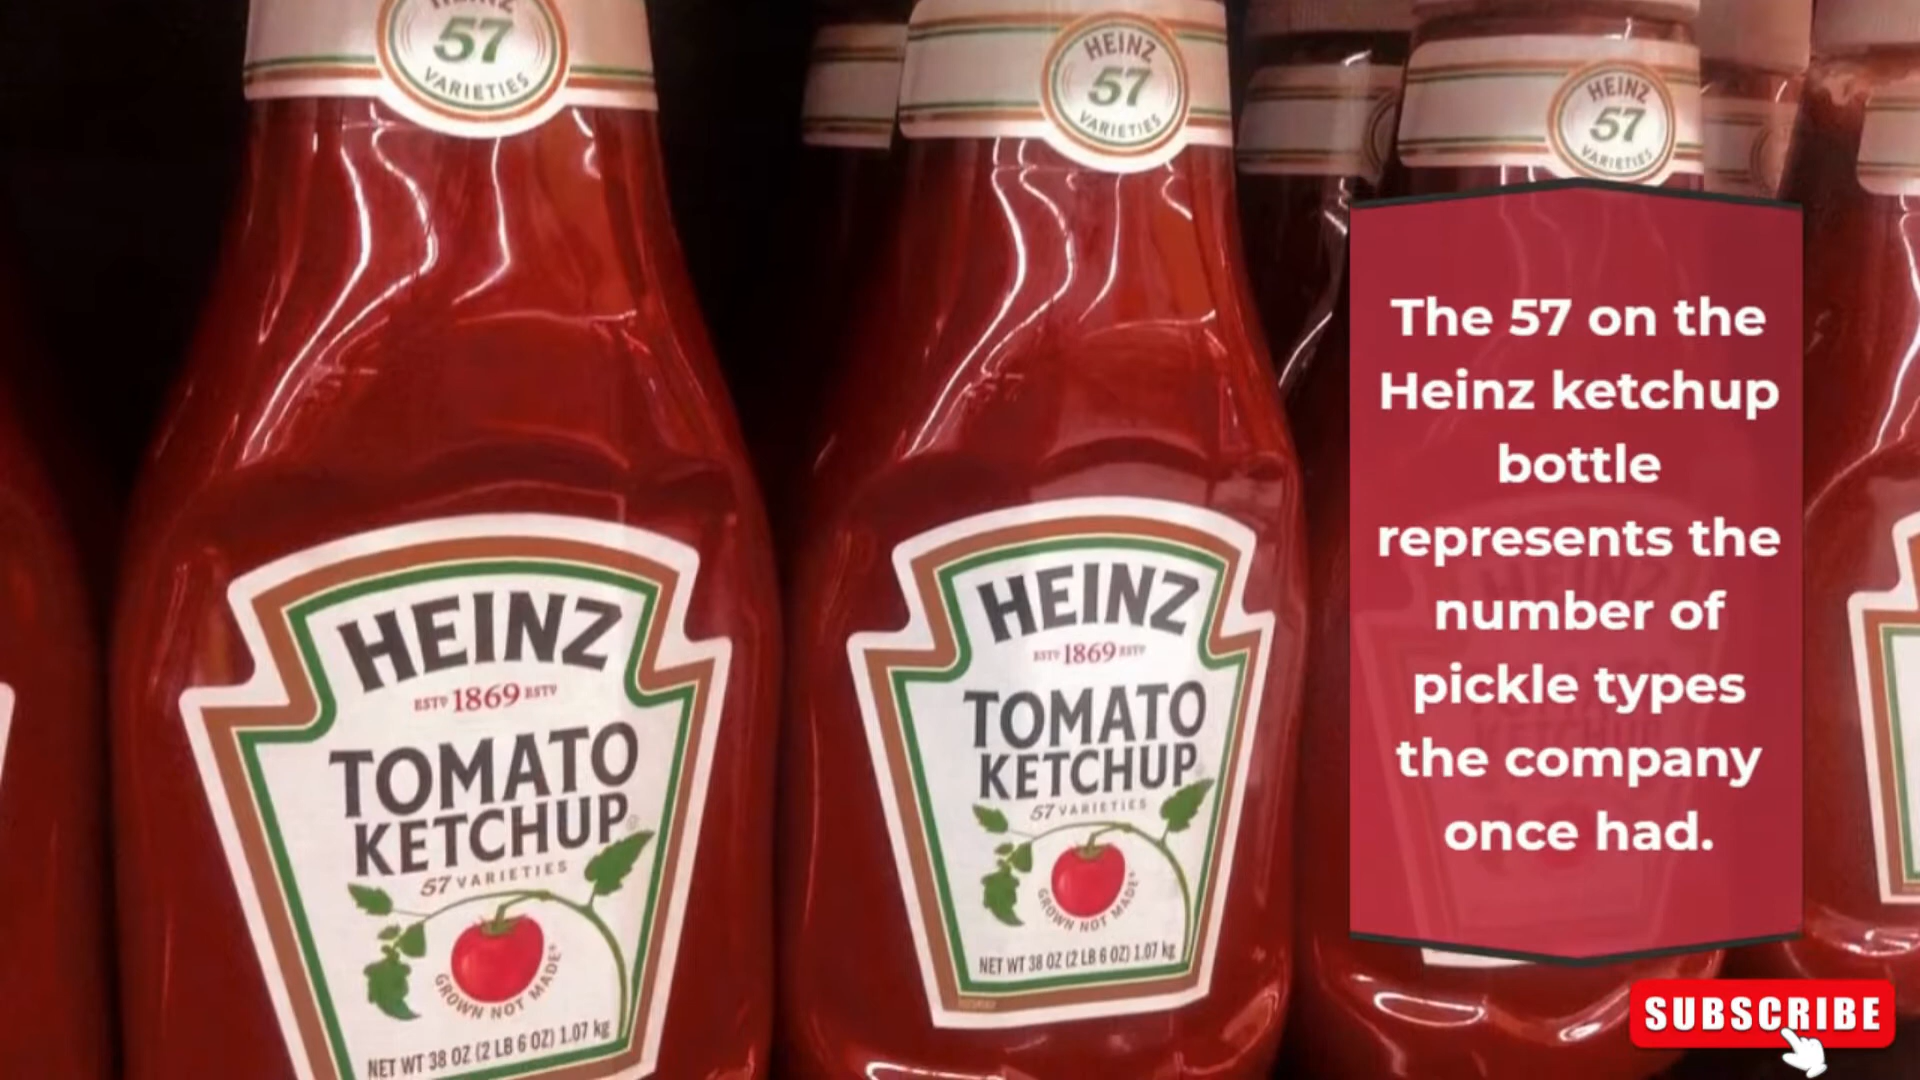 HEINZ
57
VARIETIES
HEINZ
57
VARIETIES
HEINZ
57
VARIETIES
HEINZ
ESTD 1869 ESTD
TOMATO
KETCHUP
57 VARIETIES
GROWN NOT MADE
NET WT 38 OZ (2 LB 6 OZ) 1.07 kg
HEINZ
ESTD 1869 ESTD
TOMATO
KETCHUP
57 VARIETIES
GROWN NOT MADE
NET WT 38 OZ (2 LB 6 OZ) 1.07 kg
The 57 on the
Heinz ketchup
bottle
represents the
number of
pickle types
the company
once had.
SUBSCRIBE